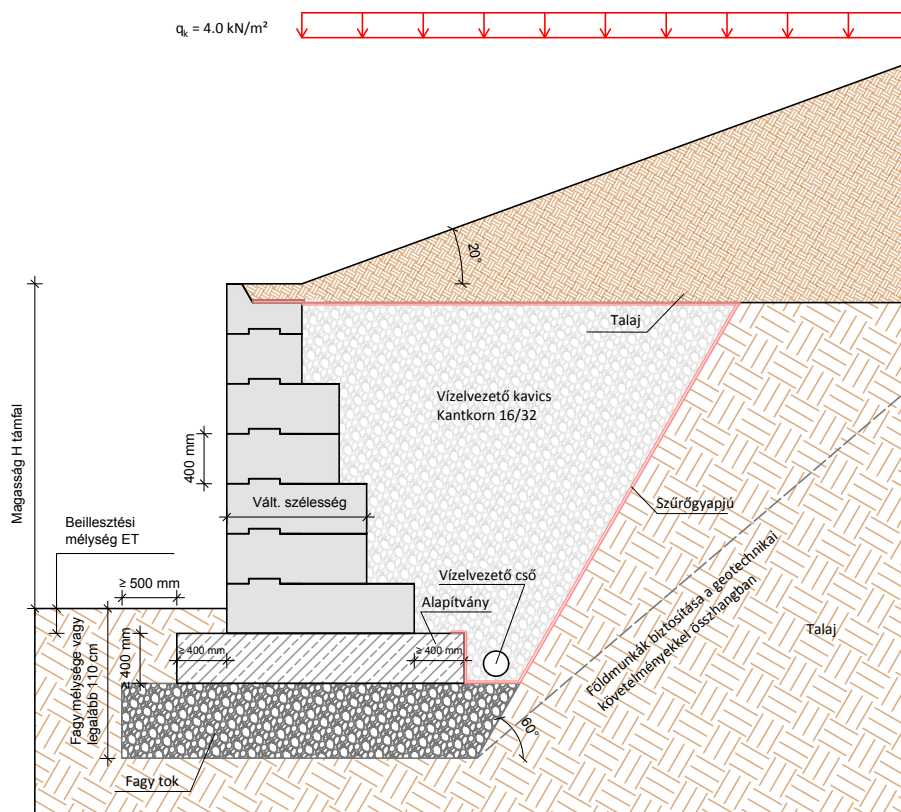 qk = 4.0 kN/m²
20°
Talaj
Vízelvezető kavics
Kantkorn 16/32
Magasság H támfal
400 mm
Vált. szélesség
Szűrőgyapjú
Beillesztési
mélység ET
≥ 500 mm
Vízelvezető cső
Alapítvány
Földmunkák biztosítása a geotechnikai
követelményekkel összhangban
Talaj
≥ 400 mm
≥ 400 mm
≥ 400 mm
Fagy mélysége vagy
legalább 110 cm
60°
Fagy tok